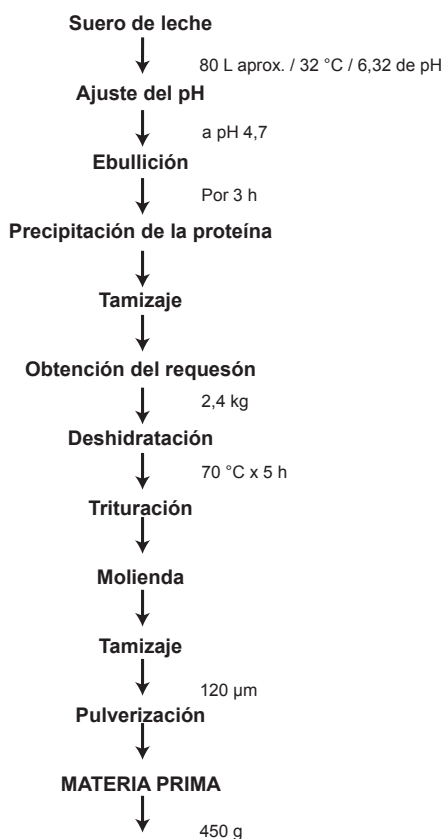 Suero de leche
80 L aprox. / 32 °C / 6,32 de pH
Ajuste del pH
a pH 4,7
Ebullición
Por 3 h
Precipitación de la proteína
Tamizaje
Obtención del requesón
2,4 kg
Deshidratación
70 °C x 5 h
Trituración
Molienda
Tamizaje
120 µm
Pulverización
MATERIA PRIMA
450 g